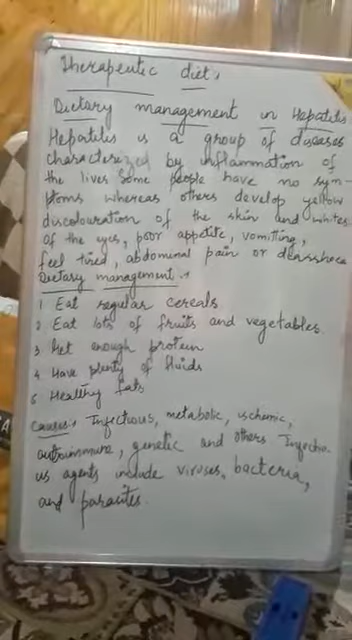 Therapeutic diet:
Dietary management in Hepatitis
Hepatitis is a group of diseases
characterized by inflammation of
the lives Some people have no sym-
ptoms whereas others develop yellow
discolouration of the skin and whites
of the eyes, poor appetite, vomitting,
feel tired, abdominal pain or diarrhoea
Dietary management :
1 Eat regular cereals
2 Eat lots of fruits and vegetables.
3 Get enough protein
4 Have plenty of fluids
5 Healthy fats
Causes: Infectious, metabolic, ischemic,
autoimmune, genetic and others Infectio-
us agents include viruses, bacteria,
and parasites.